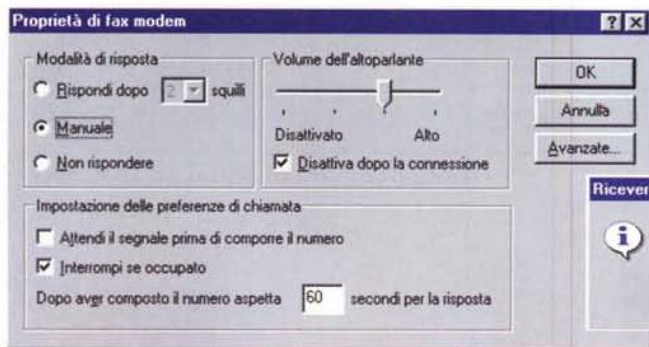 Proprietà di fax modem
Modalità di risposta
Rispondi dopo 2 squilli
Manuale
Non rispondere
Volume dell'altoparlante
Disattivato Alto
Disattiva dopo la connessione
OK
Annulla
Avanzate...
Impostazione delle preferenze di chiamata
Attendi il segnale prima di comporre il numero
Interrompi se occupato
Dopo aver composto il numero aspetta 60 secondi per la risposta
Ricever